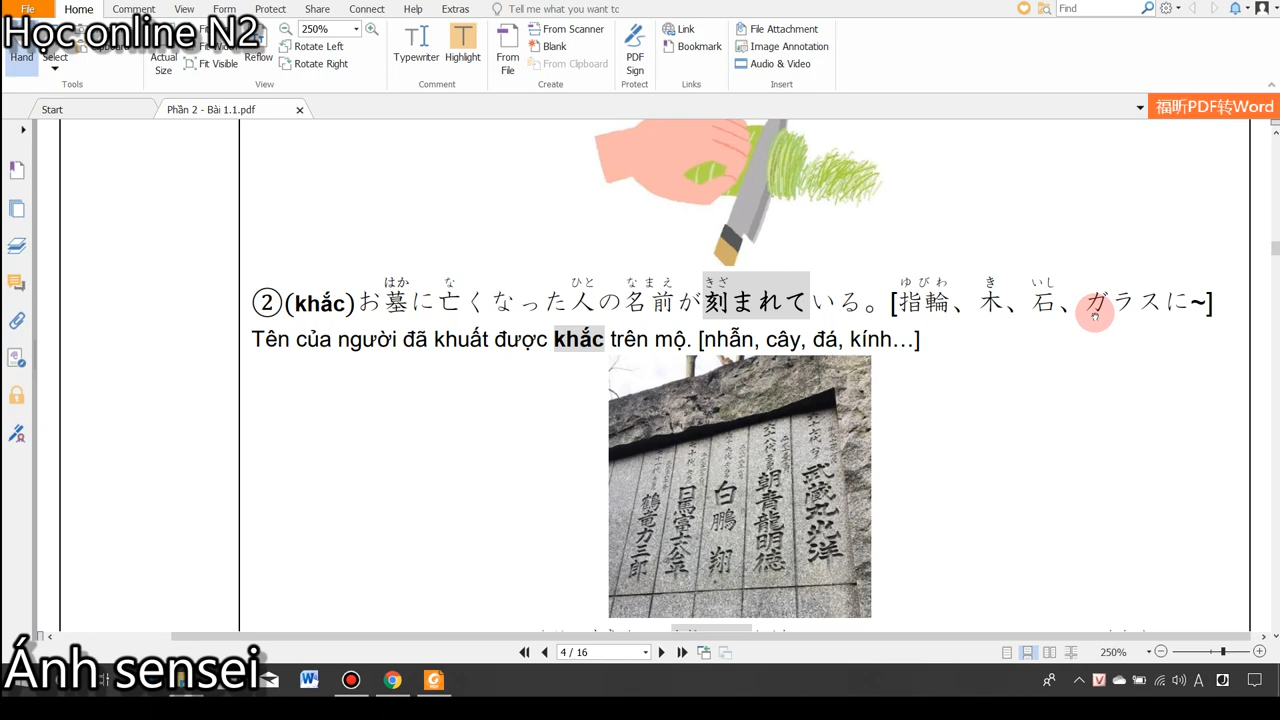 File Home Comment View Form Protect Share Connect Help Extras Tell me what you want to Find
Học online N2
Hand
Select
Actual Size
Fit Visible
Reflow
250%
Rotate Left
Rotate Right
Typewriter
Highlight
From File
From Scanner
Blank
From Clipboard
PDF Sign
Link
Bookmark
File Attachment
Image Annotation
Audio & Video
Tools View Comment Create Protect Links Insert
Start Phần 2 - Bài 1.1.pdf 福昕PDF转Word
はか な ひと なまえ きざ ゆびわ き いし
②(khắc)お墓に亡くなった人の名前が刻まれている。[指輪、木、石、ガラスに~]
Tên của người đã khuất được khắc trên mộ. [nhẫn, cây, đá, kính…]
武蔵丸光洋
朝青龍明徳
白鵬翔
日馬富士公平
鶴竜力三郎
4 / 16
250%
Ánh sensei